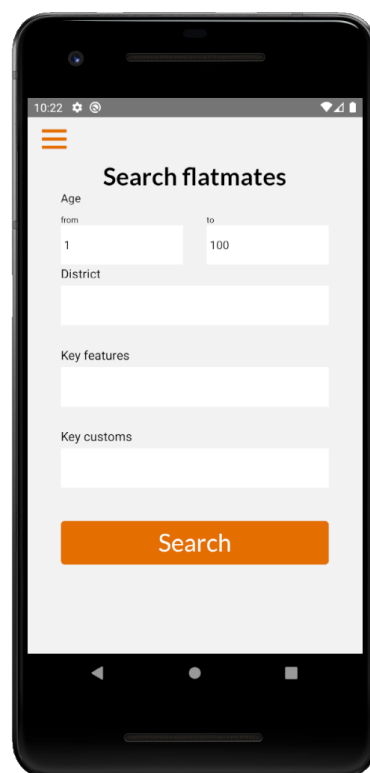 10:22
Search flatmates
Age
from
to
1
100
District
Key features
Key customs
Search